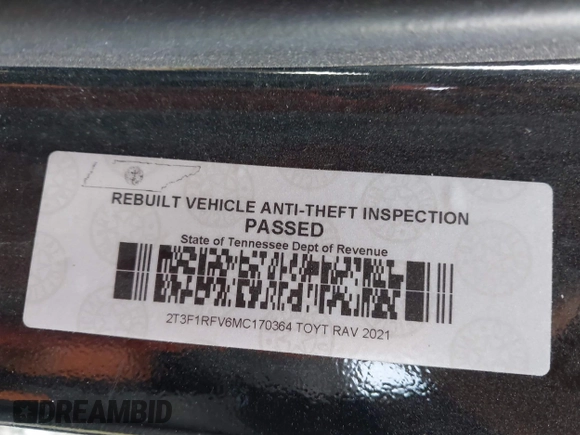 REBUILT VEHICLE ANTI-THEFT INSPECTION
PASSED
State of Tennessee Dept of Revenue
2T3F1RFV6MC170364 TOYT RAV 2021
DREAMBID